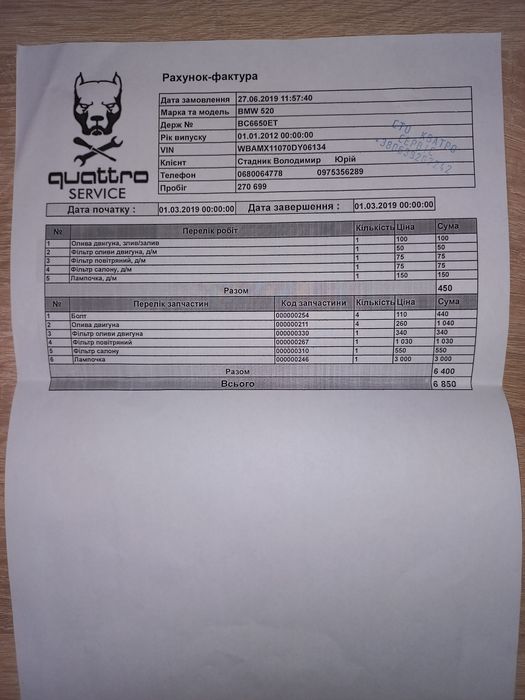 Рахунок-фактура
Дата замовлення 27.06.2019 11:57:40
Марка та модель BMW 520
Держ № BC6650ET
Рік випуску 01.01.2012 00:00:00
VIN WBAMX11070DY06134
Клієнт Стадник Володимир Юрій
Телефон 0680064778 0975356289
Пробіг 270 699
quattro
SERVICE
СТО КВАТРО
СЕРВІС
Дата початку : 01.03.2019 00:00:00 Дата завершення : 01.03.2019 00:00:00
№ Перелік робіт Кількість Ціна Сума
1 Олива двигуна, злив/залив 1 100 100
2 Фільтр оливи двигуна, д/м 1 50 50
3 Фільтр повітряний, д/м 1 75 75
4 Фільтр салону, д/м 1 75 75
5 Лампочка, д/м 1 150 150
Разом 450
№ Перелік запчастин Код запчастини Кількість Ціна Сума
1 Болт 000000254 4 110 440
2 Олива двигуна 000000211 4 260 1 040
3 Фільтр оливи двигуна 000000330 1 340 340
4 Фільтр повітряний 000000267 1 1 030 1 030
5 Фільтр салону 000000310 1 550 550
6 Лампочка 000000246 1 3 000 3 000
Разом 6 400
Всього 6 850